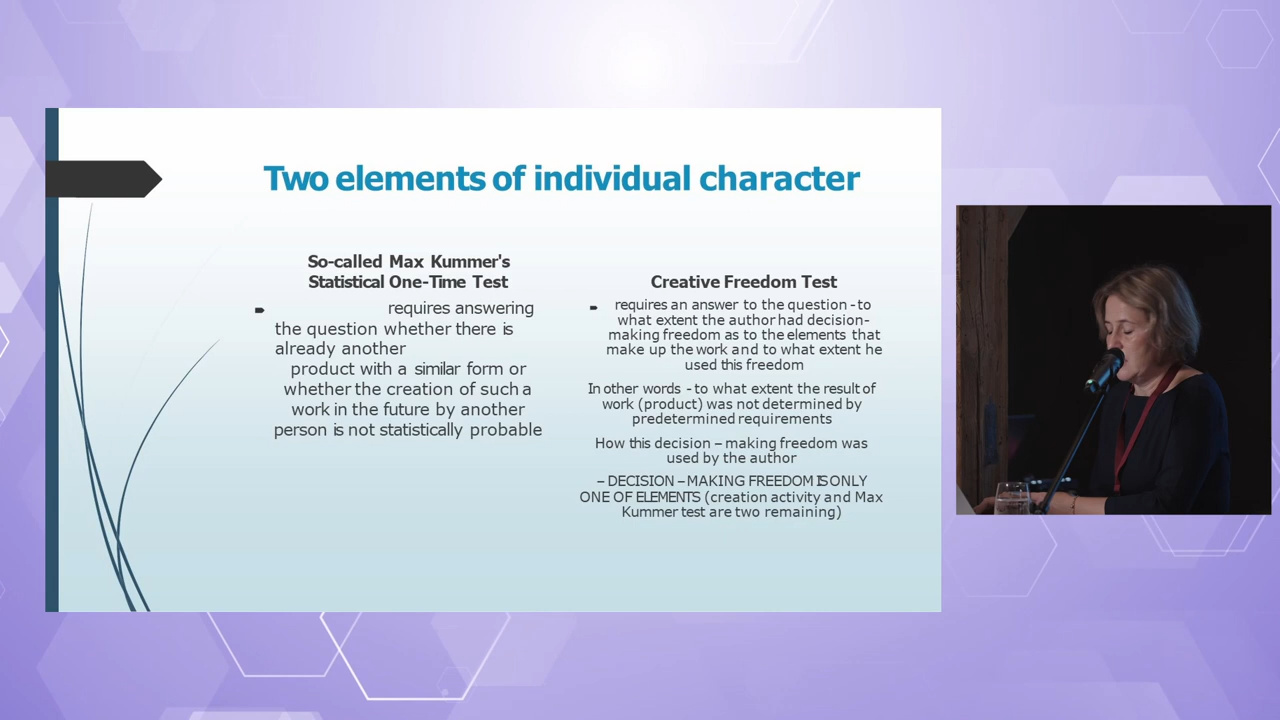 Two elements of individual character
So-called Max Kummer's
Statistical One-Time Test
requires answering
the question whether there is
already another
product with a similar form or
whether the creation of such a
work in the future by another
person is not statistically probable
Creative Freedom Test
requires an answer to the question - to
what extent the author had decision-
making freedom as to the elements that
make up the work and to what extent he
used this freedom
In other words - to what extent the result of
work (product) was not determined by
predetermined requirements
How this decision – making freedom was
used by the author
– DECISION – MAKING FREEDOM IS ONLY
ONE OF ELEMENTS (creation activity and Max
Kummer test are two remaining)